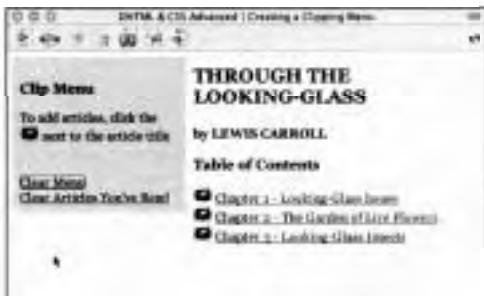 DHTML & CSS Advanced | Creating a Clipping Menu
Clip Menu
To add articles, click the
next to the article title
Clear Menu
Clear Articles You've Read
THROUGH THE
LOOKING-GLASS
by LEWIS CARROLL
Table of Contents
Chapter 1 - Looking-Glass house
Chapter 2 - The Garden of Live Flowers
Chapter 3 - Looking-Glass Insects